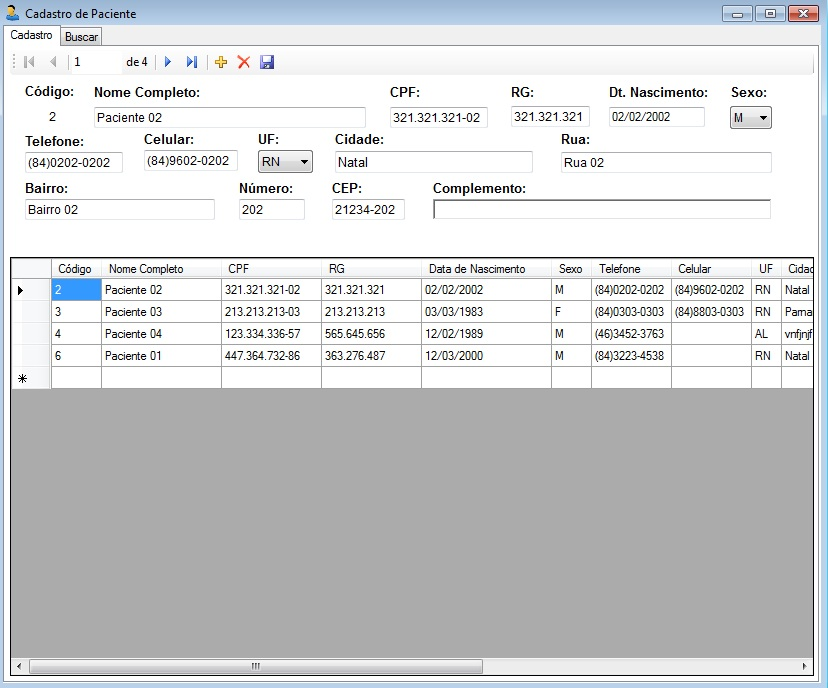 Cadastro de Paciente
Cadastro Buscar
1 de 4
Código: Nome Completo: CPF: RG: Dt. Nascimento: Sexo:
2 Paciente 02 321.321.321-02 321.321.321 02/02/2002 M
Telefone: Celular: UF: Cidade: Rua:
(84)0202-0202 (84)9602-0202 RN Natal Rua 02
Bairro: Número: CEP: Complemento:
Bairro 02 202 21234-202
Código Nome Completo CPF RG Data de Nascimento Sexo Telefone Celular UF Cidad
2 Paciente 02 321.321.321-02 321.321.321 02/02/2002 M (84)0202-0202 (84)9602-0202 RN Natal
3 Paciente 03 213.213.213-03 213.213.213 03/03/1983 F (84)0303-0303 (84)8803-0303 RN Parna
4 Paciente 04 123.334.336-57 565.645.656 12/02/1989 M (46)3452-3763 AL vnfjnjf
6 Paciente 01 447.364.732-86 363.276.487 12/03/2000 M (84)3223-4538 RN Natal